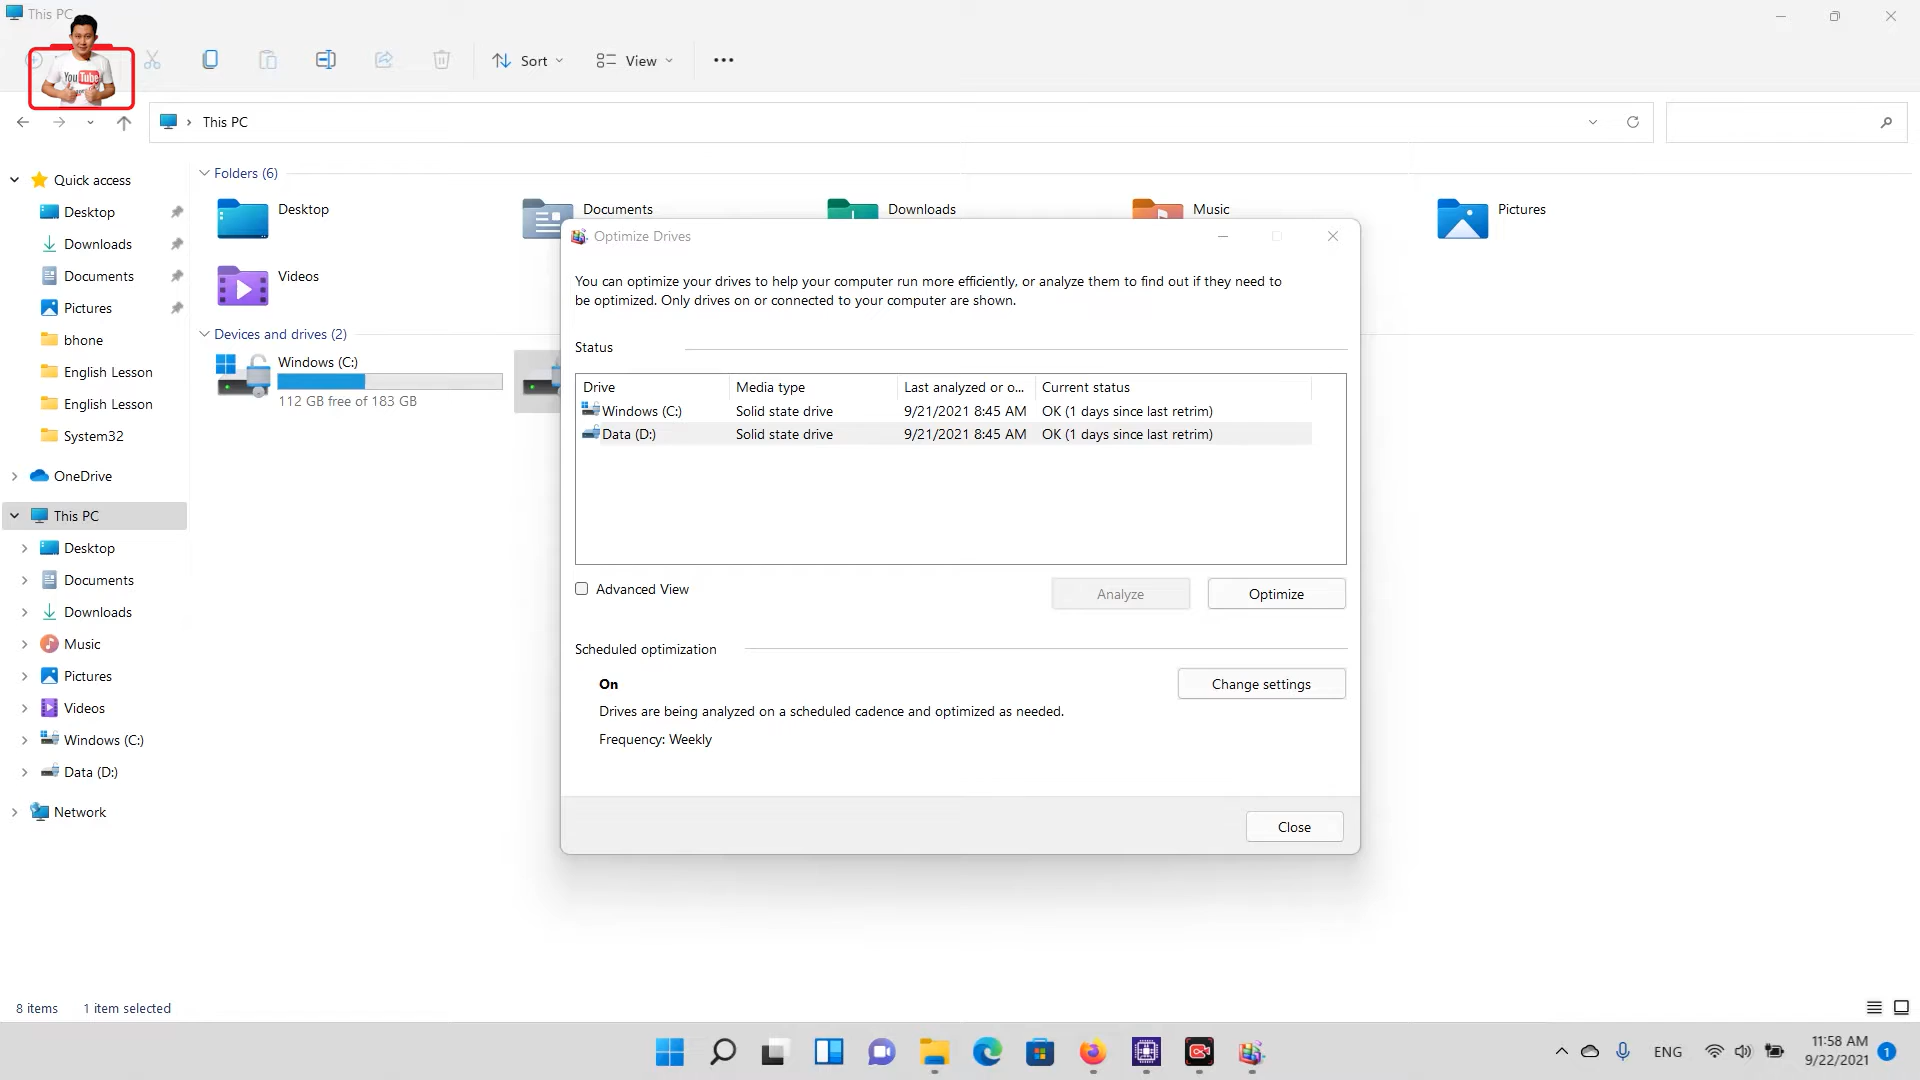 This PC
YouTube
Sort
View
This PC
Quick access
Desktop
Downloads
Documents
Pictures
bhone
English Lesson
English Lesson
System32
OneDrive
This PC
Desktop
Documents
Downloads
Music
Pictures
Videos
Windows (C:)
Data (D:)
Network
Folders (6)
Desktop
Documents
Downloads
Music
Pictures
Videos
Devices and drives (2)
Windows (C:)
112 GB free of 183 GB
Optimize Drives
You can optimize your drives to help your computer run more efficiently, or analyze them to find out if they need to
be optimized. Only drives on or connected to your computer are shown.
Status
Drive Media type Last analyzed or o... Current status
Windows (C:) Solid state drive 9/21/2021 8:45 AM OK (1 days since last retrim)
Data (D:) Solid state drive 9/21/2021 8:45 AM OK (1 days since last retrim)
Advanced View
Analyze
Optimize
Scheduled optimization
On
Change settings
Drives are being analyzed on a scheduled cadence and optimized as needed.
Frequency: Weekly
Close
8 items 1 item selected
ENG
11:58 AM
9/22/2021
1